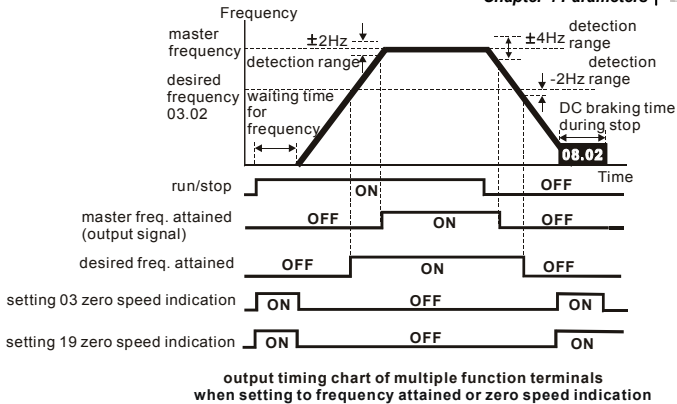 Chapter 4 Parameters |
Frequency
master
frequency
±2Hz
detection range
±4Hz
detection
range
detection
-2Hz range
desired
frequency
03.02
waiting time
for
frequency
DC braking time
during stop
08.02
Time
run/stop
ON
OFF
master freq. attained
(output signal)
OFF
ON
OFF
desired freq. attained
OFF
ON
OFF
setting 03 zero speed indication
ON
OFF
ON
setting 19 zero speed indication
ON
OFF
ON
output timing chart of multiple function terminals
when setting to frequency attained or zero speed indication